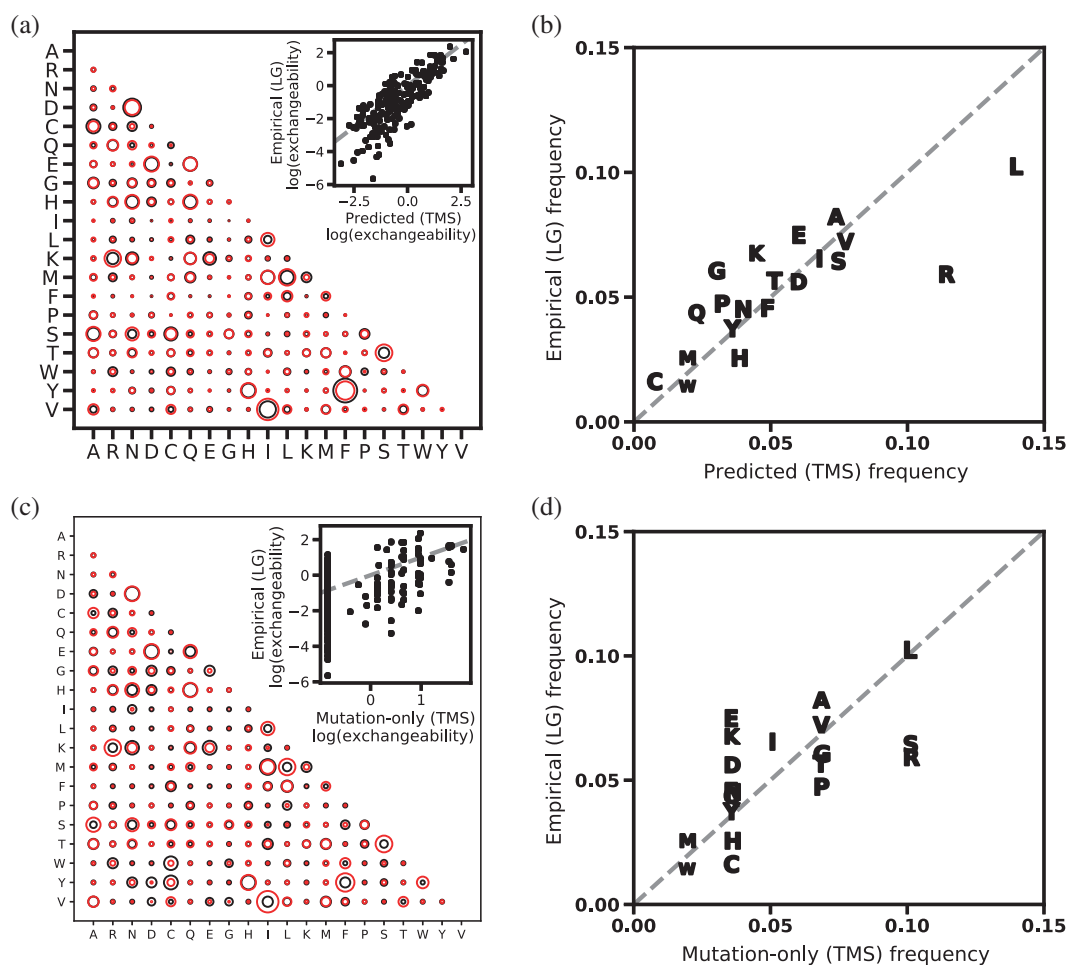 (a)
A
R
N
D
C
Q
E
G
H
I
L
K
M
F
P
S
T
W
Y
V
A R N D C Q E G H I L K M F P S T W Y V
Empirical (LG)
log(exchangeability)
2
0
−2
−4
−6
−2.5 0.0 2.5
Predicted (TMS)
log(exchangeability)
(b)
Empirical (LG) frequency
0.15
0.10
0.05
0.00
L
A
E
V
K
I
S
G
T
D
R
P
N
F
Q
Y
M
H
C
W
0.00 0.05 0.10 0.15
Predicted (TMS) frequency
(c)
A
R
N
D
C
Q
E
G
H
I
L
K
M
F
P
S
T
W
Y
V
A R N D C Q E G H I L K M F P S T W Y V
Empirical (LG)
log(exchangeability)
2
0
−2
−4
−6
0 1
Mutation-only (TMS)
log(exchangeability)
(d)
Empirical (LG) frequency
0.15
0.10
0.05
0.00
L
A
E
V
K
I
S
G
R
D
T
P
Y
M
H
C
W
0.00 0.05 0.10 0.15
Mutation-only (TMS) frequency